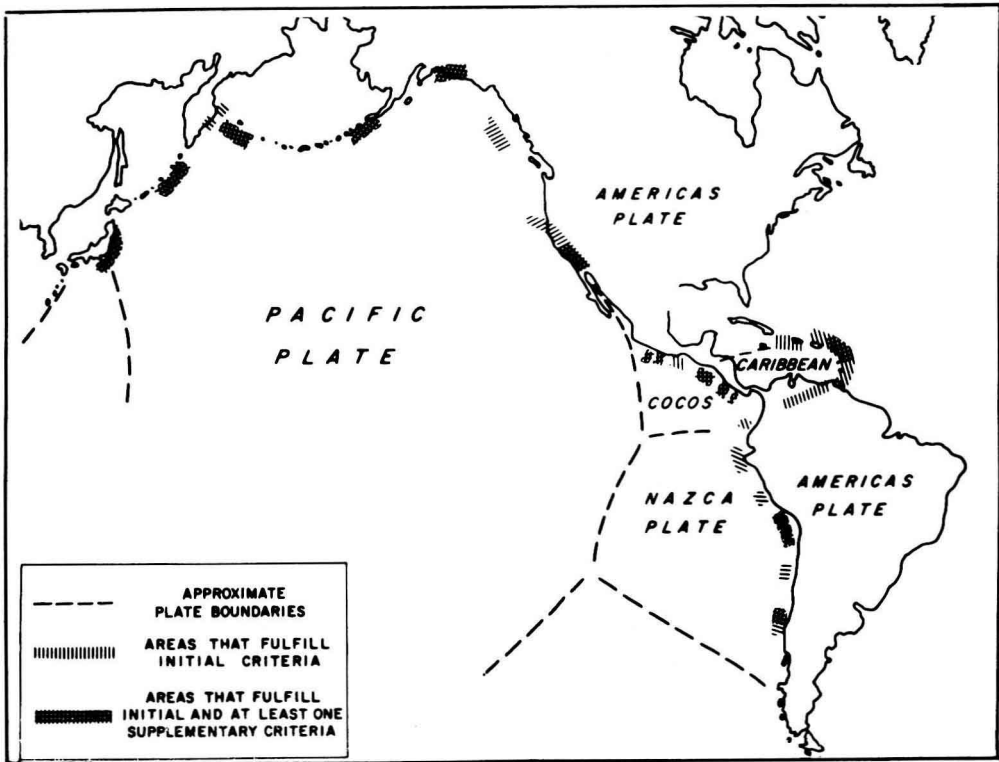 AMERICAS
PLATE
PACIFIC
PLATE
CARIBBEAN
COCOS
NAZCA
PLATE
AMERICAS
PLATE
APPROXIMATE
PLATE BOUNDARIES
AREAS THAT FULFILL
INITIAL CRITERIA
AREAS THAT FULFILL
INITIAL AND AT LEAST ONE
SUPPLEMENTARY CRITERIA